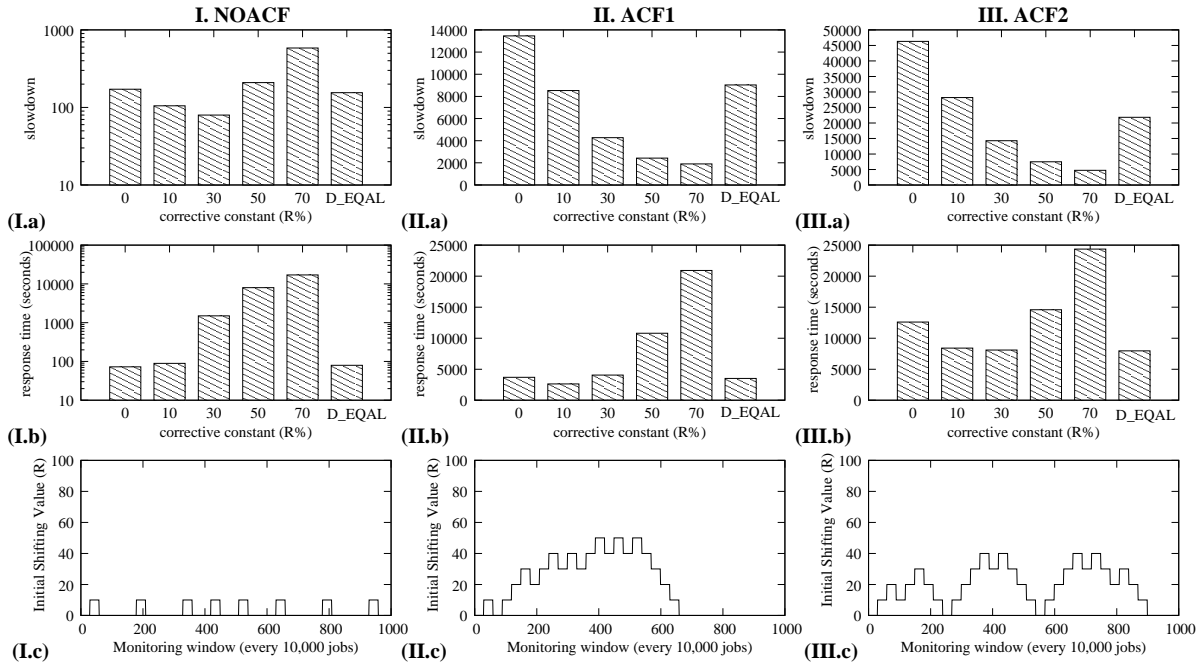 I. NOACF
II. ACF1
III. ACF2
1000
100
10
slowdown
0 10 30 50 70 D_EQAL
corrective constant (R%)
(I.a)
14000
12000
10000
8000
6000
4000
2000
0
slowdown
0 10 30 50 70 D_EQAL
corrective constant (R%)
(II.a)
50000
45000
40000
35000
30000
25000
20000
15000
10000
5000
0
slowdown
0 10 30 50 70 D_EQAL
corrective constant (R%)
(III.a)
100000
10000
1000
100
10
response time (seconds)
0 10 30 50 70 D_EQAL
corrective constant (R%)
(I.b)
25000
20000
15000
10000
5000
0
response time (seconds)
0 10 30 50 70 D_EQAL
corrective constant (R%)
(II.b)
25000
20000
15000
10000
5000
0
response time (seconds)
0 10 30 50 70 D_EQAL
corrective constant (R%)
(III.b)
100
80
60
40
20
0
Initial Shifting Value (R)
0 200 400 600 800 1000
Monitoring window (every 10,000 jobs)
(I.c)
100
80
60
40
20
0
Initial Shifting Value (R)
0 200 400 600 800 1000
Monitoring window (every 10,000 jobs)
(II.c)
100
80
60
40
20
0
Initial Shifting Value (R)
0 200 400 600 800 1000
Monitoring window (every 10,000 jobs)
(III.c)